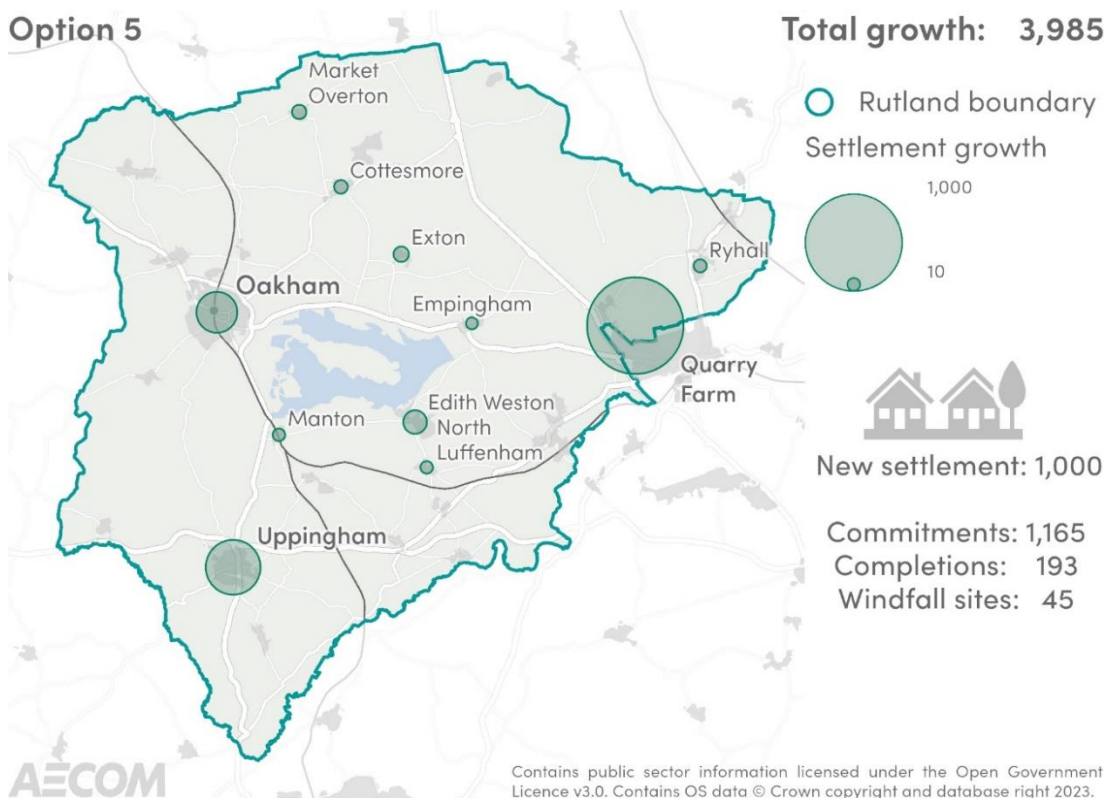 Option 5
Total growth: 3,985
Rutland boundary
Settlement growth
1,000
10
Market
Overton
Cottesmore
Exton
Ryhall
Oakham
Empingham
Quarry
Farm
Edith Weston
Manton
North
Luffenham
Uppingham
New settlement: 1,000
Commitments: 1,165
Completions: 193
Windfall sites: 45
AECOM
Contains public sector information licensed under the Open Government
Licence v3.0. Contains OS data © Crown copyright and database right 2023.